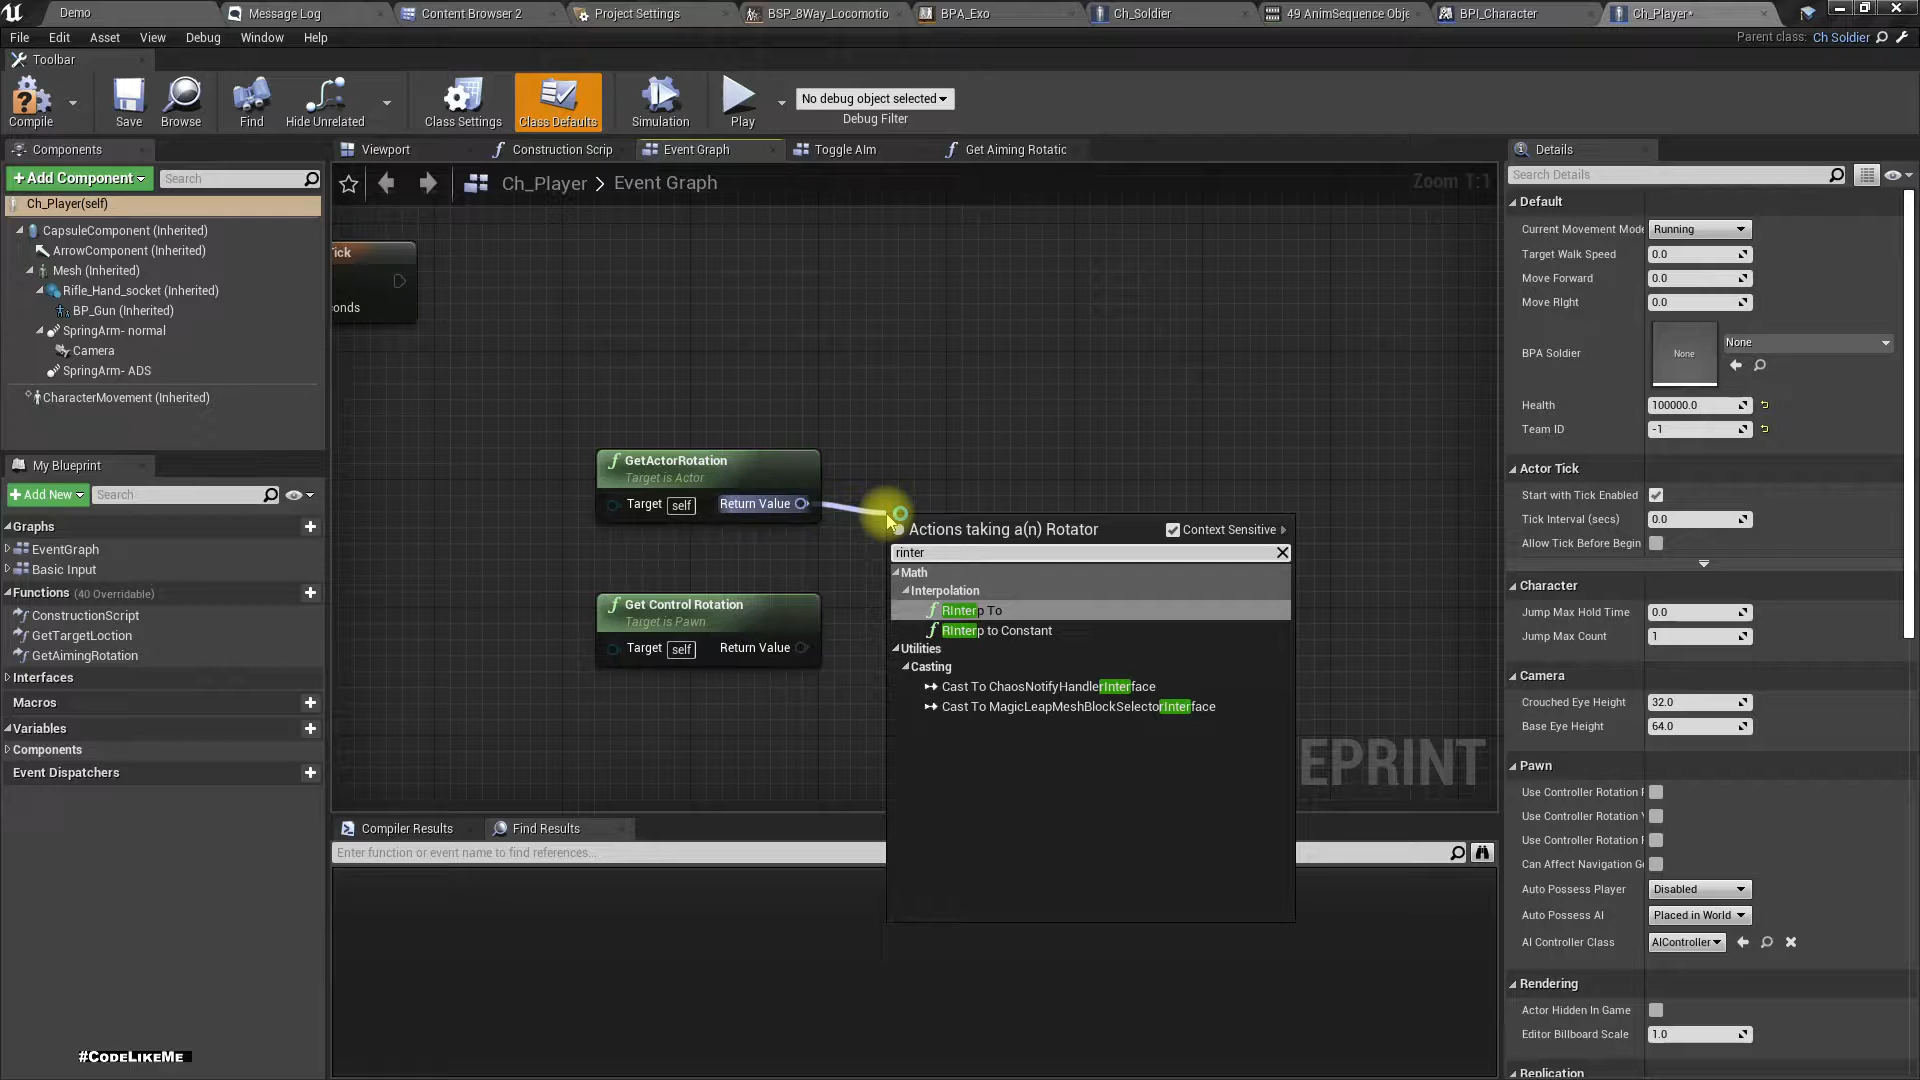 Demo
Message Log
Content Browser 2
Project Settings
BSP_8Way_Locomotio
BPA_Exo
Ch_Soldier
49 AnimSequence Obje
BPI_Character
Ch_Player*
File Edit Asset View Debug Window Help
Parent class: Ch Soldier
Toolbar
Compile
Save
Browse
Find
Hide Unrelated
Class Settings
Class Defaults
Simulation
Play
No debug object selected
Debug Filter
Components
+ Add Component
Search
Ch_Player(self)
CapsuleComponent (Inherited)
ArrowComponent (Inherited)
Mesh (Inherited)
Rifle_Hand_socket (Inherited)
BP_Gun (Inherited)
SpringArm- normal
Camera
SpringArm- ADS
CharacterMovement (Inherited)
My Blueprint
+ Add New
Search
Graphs
EventGraph
Basic Input
Functions (40 Overridable)
ConstructionScript
GetTargetLoction
GetAimingRotation
Interfaces
Macros
Variables
Components
Event Dispatchers
#CodeLikeMe
Viewport
Construction Scrip
Event Graph
Toggle AIm
Get Aiming Rotatic
Ch_Player > Event Graph
Zoom 1:1
Tick
onds
GetActorRotation
Target is Actor
Target self Return Value
Get Control Rotation
Target is Pawn
Target self Return Value
Actions taking a(n) Rotator
Context Sensitive
rinter
Math
Interpolation
RInterp To
RInterp to Constant
Utilities
Casting
Cast To ChaosNotifyHandlerInterface
Cast To MagicLeapMeshBlockSelectorInterface
EPRINT
Compiler Results
Find Results
Enter function or event name to find references...
Details
Search Details
Default
Current Movement Mode Running
Target Walk Speed 0.0
Move Forward 0.0
Move RIght 0.0
BPA Soldier None None
Health 100000.0
Team ID -1
Actor Tick
Start with Tick Enabled
Tick Interval (secs) 0.0
Allow Tick Before Begin
Character
Jump Max Hold Time 0.0
Jump Max Count 1
Camera
Crouched Eye Height 32.0
Base Eye Height 64.0
Pawn
Use Controller Rotation P
Use Controller Rotation Y
Use Controller Rotation R
Can Affect Navigation Ge
Auto Possess Player Disabled
Auto Possess AI Placed in World
AI Controller Class AIController
Rendering
Actor Hidden In Game
Editor Billboard Scale 1.0
Replication